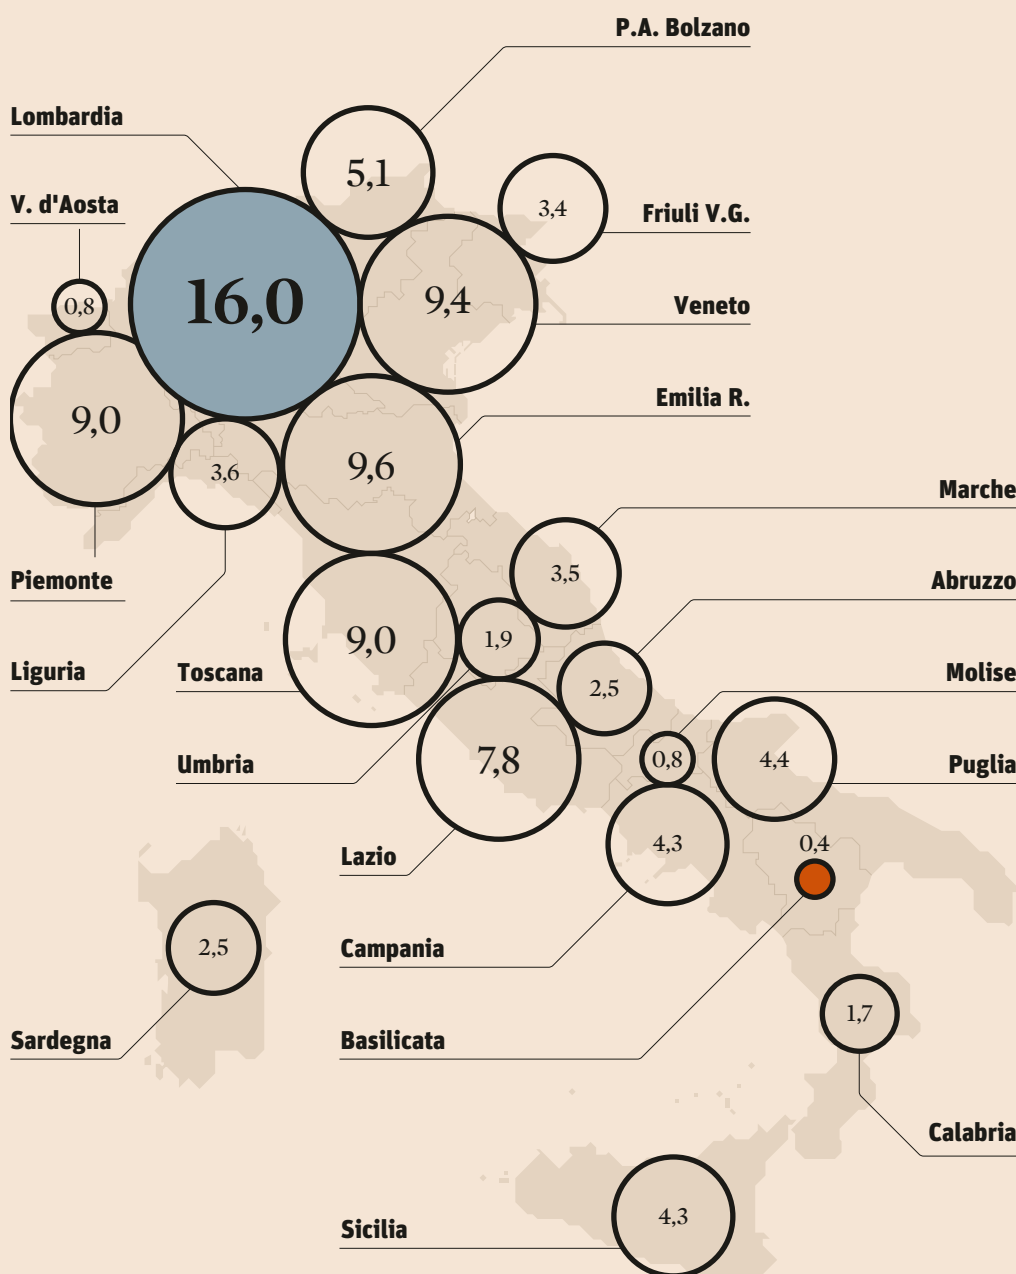 P.A. Bolzano
Lombardia
5,1
V. d'Aosta
3,4
Friuli V.G.
16,0
9,4
0,8
Veneto
Emilia R.
9,0
3,6
9,6
Marche
3,5
Piemonte
Abruzzo
9,0
1,9
Liguria
Toscana
2,5
Molise
Umbria
7,8
0,8
4,4
Puglia
Lazio
4,3
0,4
2,5
Campania
Sardegna
Basilicata
1,7
Calabria
Sicilia
4,3